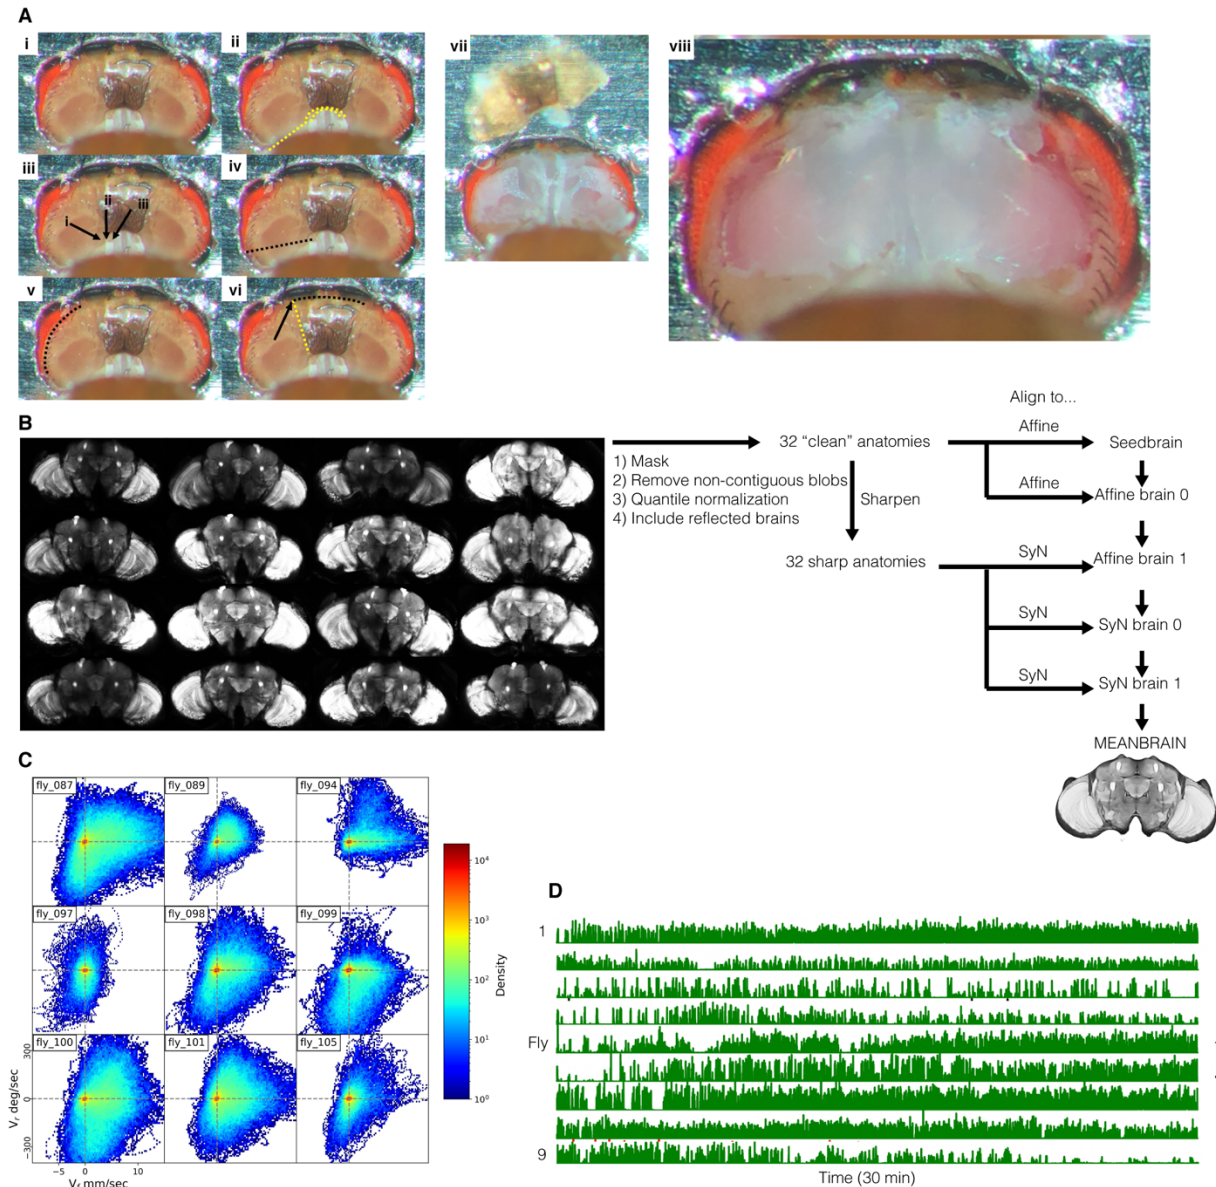 A
i
ii
iii
i
ii
iii
iv
v
vi
vii
viii
B
1) Mask
2) Remove non-contiguous blobs
3) Quantile normalization
4) Include reflected brains
32 “clean” anatomies
Sharpen
32 sharp anatomies
Align to...
Affine
Seedbrain
Affine
Affine brain 0
SyN
Affine brain 1
SyN
SyN brain 0
SyN
SyN brain 1
MEANBRAIN
C
fly_087
fly_089
fly_094
fly_097
fly_098
fly_099
fly_100
fly_101
fly_105
300
0
−300
Vr deg/sec
−5 0 10
Vf mm/sec
10⁴
10³
10²
10¹
10⁰
Density
D
1
Fly
9
Time (30 min)